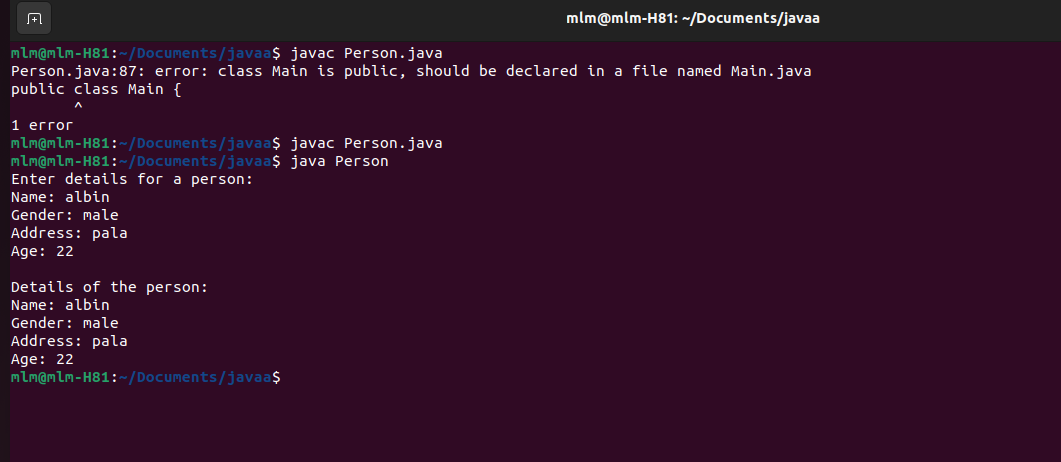 mlm@mlm-H81: ~/Documents/javaa
mlm@mlm-H81:~/Documents/javaa$ javac Person.java
Person.java:87: error: class Main is public, should be declared in a file named Main.java
public class Main {
       ^
1 error
mlm@mlm-H81:~/Documents/javaa$ javac Person.java
mlm@mlm-H81:~/Documents/javaa$ java Person
Enter details for a person:
Name: albin
Gender: male
Address: pala
Age: 22

Details of the person:
Name: albin
Gender: male
Address: pala
Age: 22
mlm@mlm-H81:~/Documents/javaa$